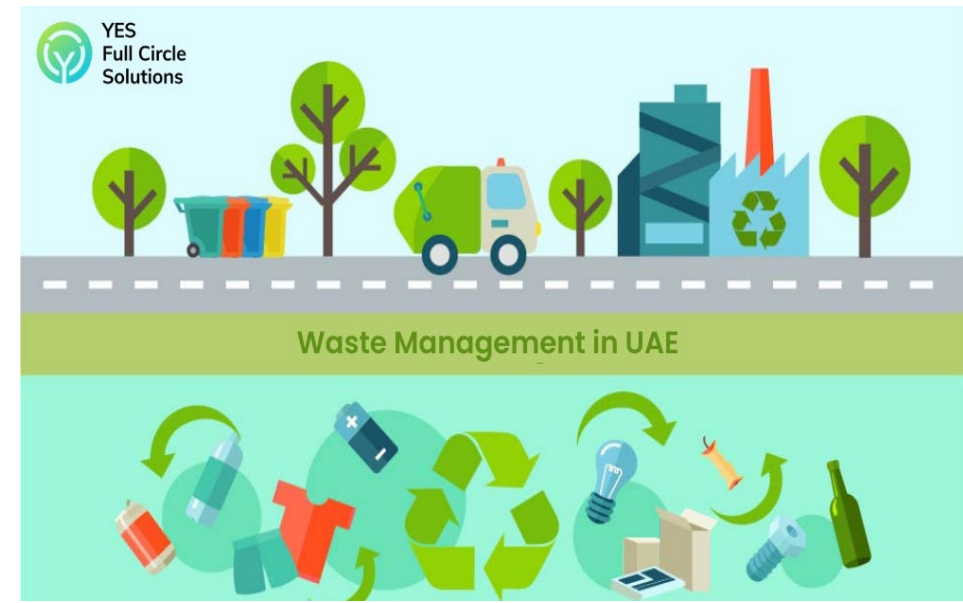 YES
Full Circle
Solutions
Waste Management in UAE